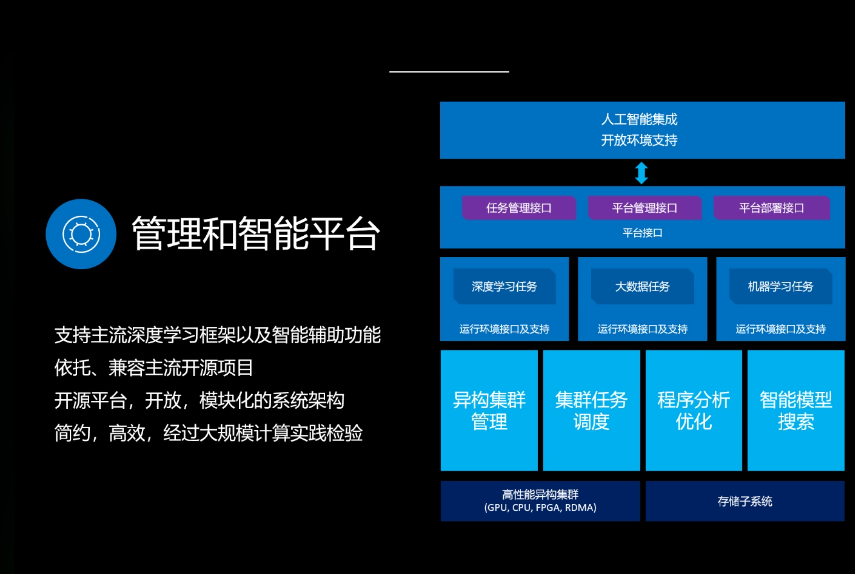 管理和智能平台
支持主流深度学习框架以及智能辅助功能
依托、兼容主流开源项目
开源平台，开放，模块化的系统架构
简约，高效，经过大规模计算实践检验
人工智能集成
开放环境支持
任务管理接口
平台管理接口
平台部署接口
平台接口
深度学习任务
运行环境接口及支持
大数据任务
运行环境接口及支持
机器学习任务
运行环境接口及支持
异构集群
管理
集群任务
调度
程序分析
优化
智能模型
搜索
高性能异构集群
(GPU, CPU, FPGA, RDMA)
存储子系统